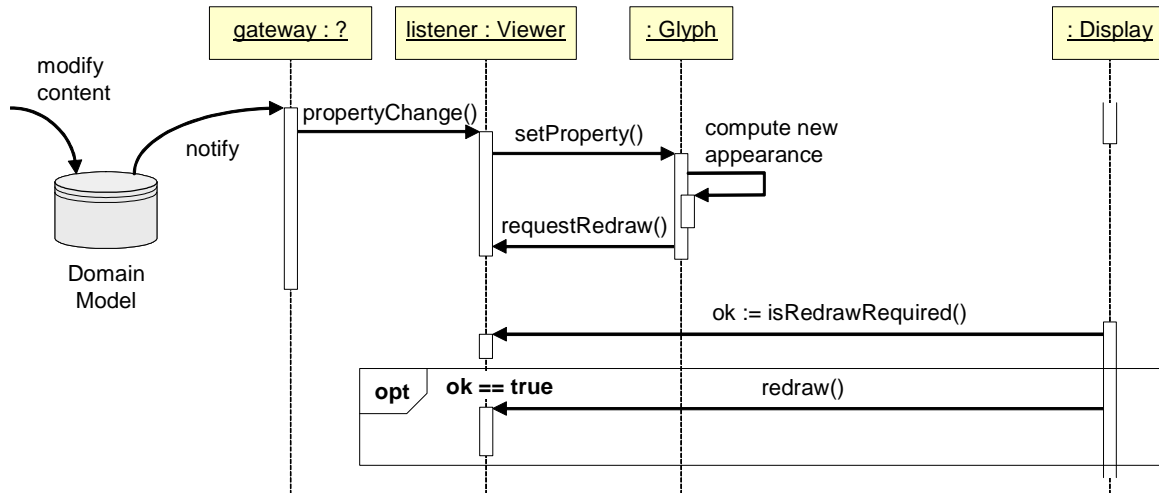 gateway : ?
listener : Viewer
: Glyph
: Display
modify
content
notify
propertyChange()
setProperty()
compute new
appearance
requestRedraw()
Domain
Model
ok := isRedrawRequired()
opt
ok == true
redraw()